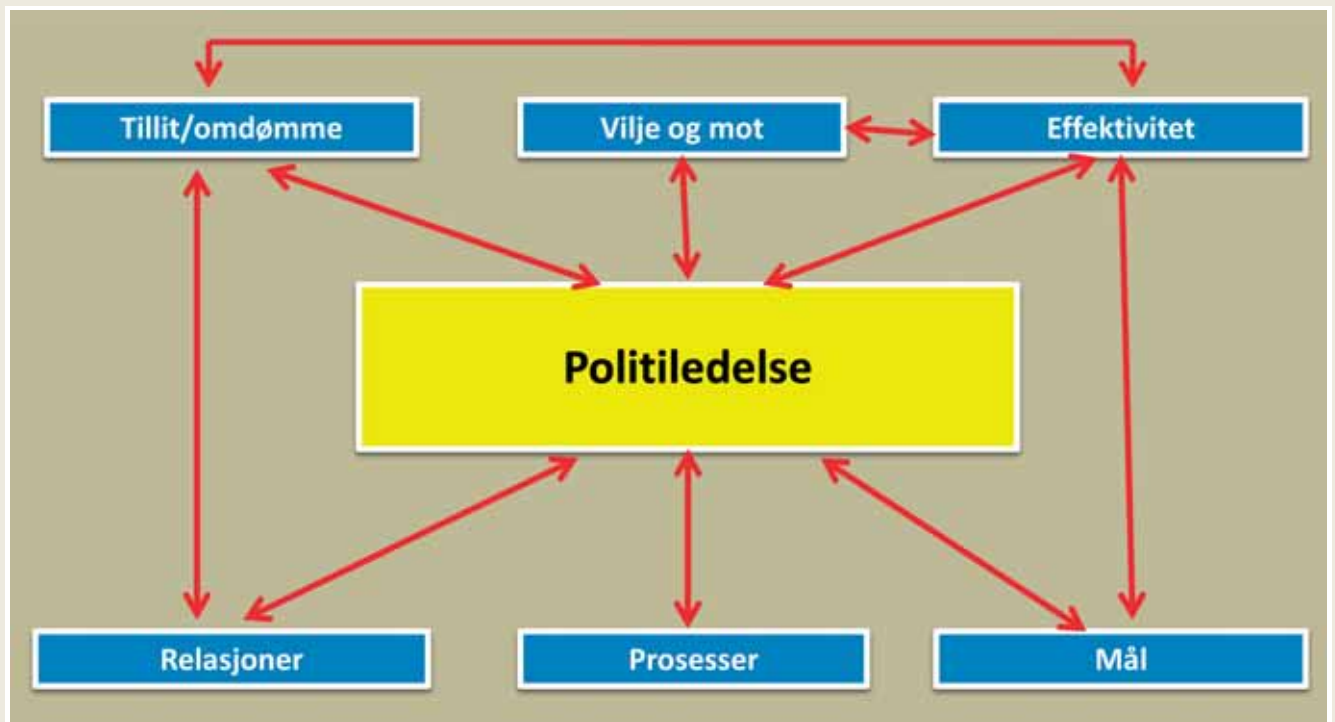 Tillit/omdømme
Vilje og mot
Effektivitet
Politiledelse
Relasjoner
Prosesser
Mål